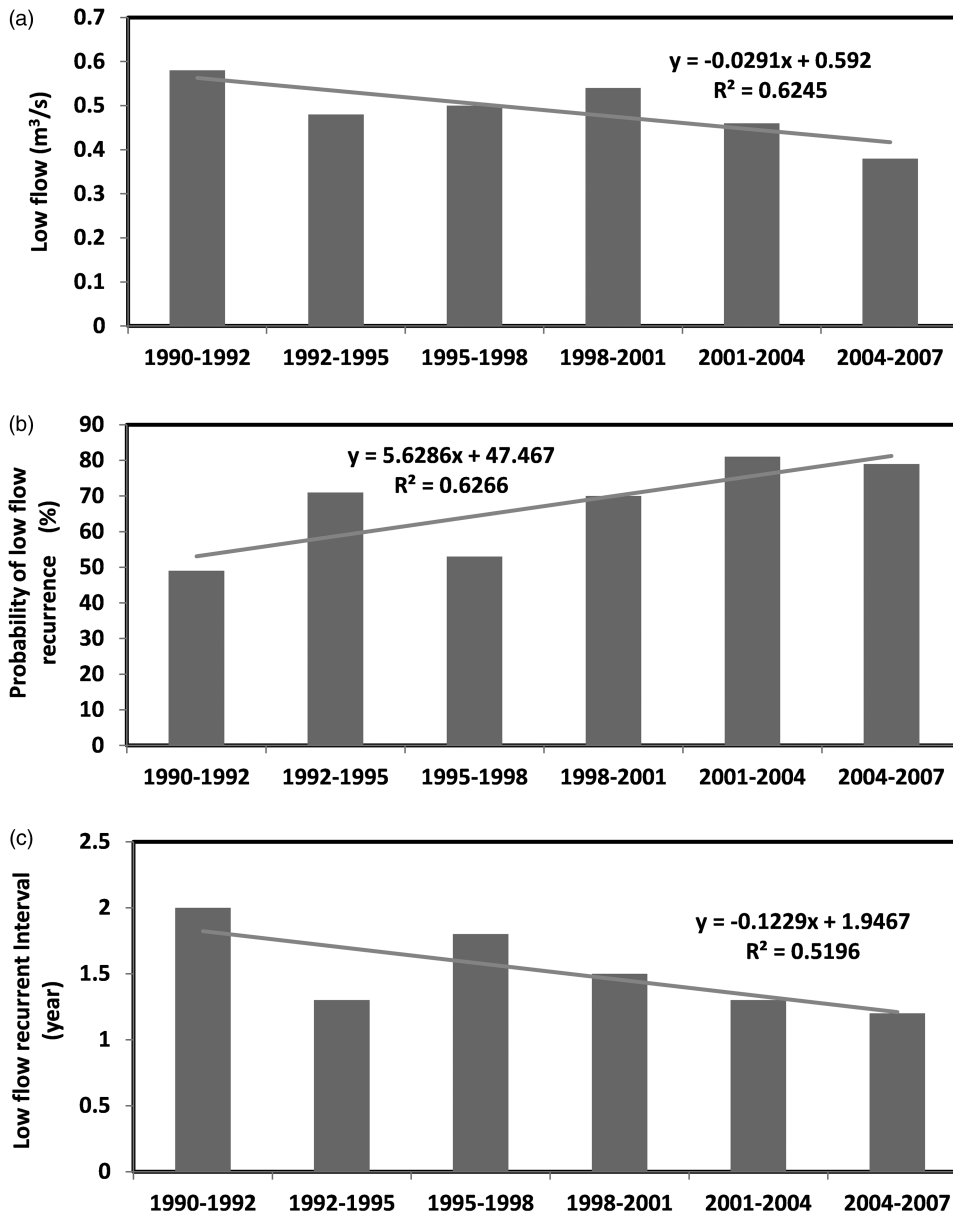 (a)
Low flow (m³/s)
0.7
0.6
0.5
0.4
0.3
0.2
0.1
0
y = -0.0291x + 0.592
R² = 0.6245
1990-1992 1992-1995 1995-1998 1998-2001 2001-2004 2004-2007
(b)
Probability of low flow
recurrence (%)
90
80
70
60
50
40
30
20
10
0
y = 5.6286x + 47.467
R² = 0.6266
1990-1992 1992-1995 1995-1998 1998-2001 2001-2004 2004-2007
(c)
Low flow recurrent Interval
(year)
2.5
2
1.5
1
0.5
0
y = -0.1229x + 1.9467
R² = 0.5196
1990-1992 1992-1995 1995-1998 1998-2001 2001-2004 2004-2007